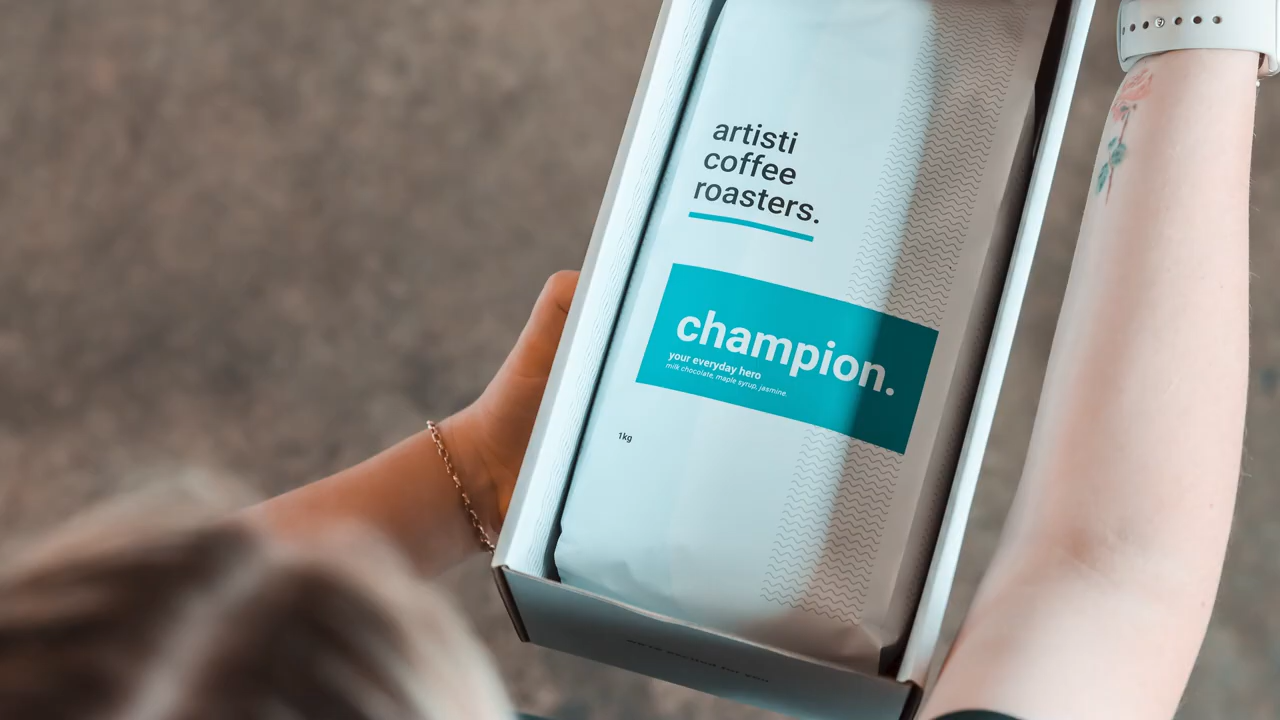 artisti
coffee
roasters.
champion.
your everyday hero
milk chocolate, maple syrup, jasmine.
1kg